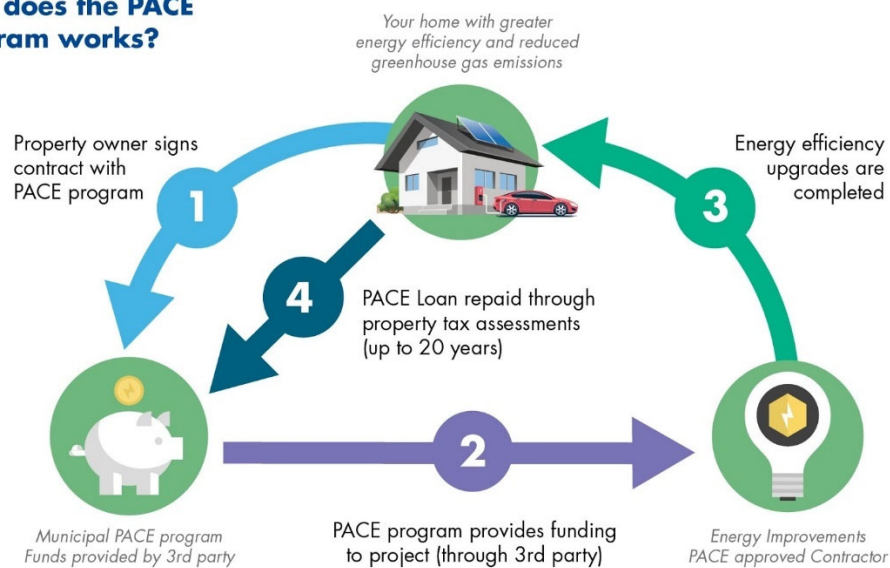 does the PACE
ram works?
Your home with greater
energy efficiency and reduced
greenhouse gas emissions
Property owner signs
contract with
PACE program
1
Energy efficiency
upgrades are
completed
3
4
PACE Loan repaid through
property tax assessments
(up to 20 years)
2
Municipal PACE program
Funds provided by 3rd party
PACE program provides funding
to project (through 3rd party)
Energy Improvements
PACE approved Contractor